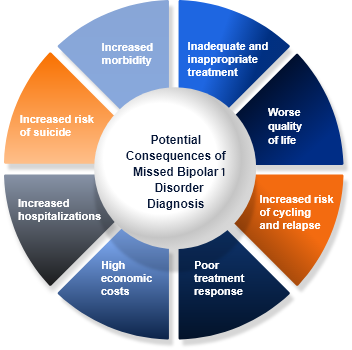 Potential
Consequences of
Missed Bipolar 1
Disorder
Diagnosis
Inadequate and
inappropriate
treatment
Worse
quality
of life
Increased risk
of cycling
and relapse
Poor
treatment
response
High
economic
costs
Increased
hospitalizations
Increased risk
of suicide
Increased
morbidity